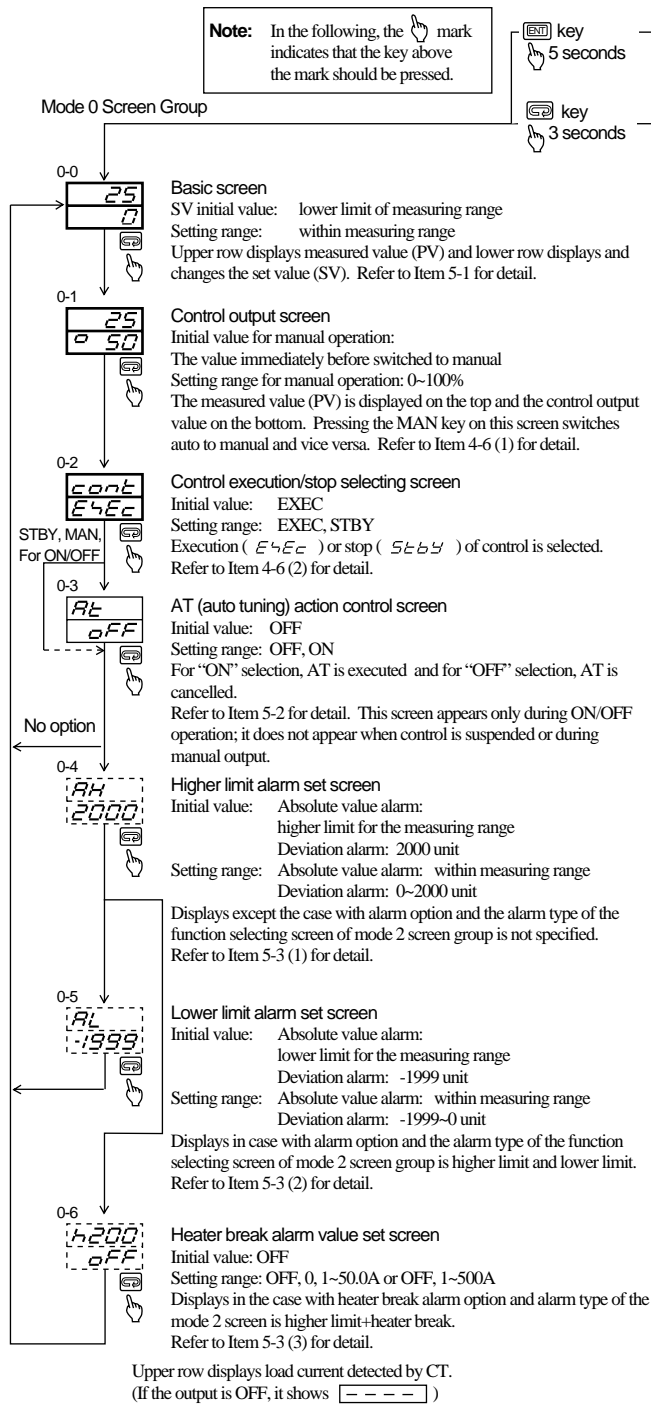 Note: In the following, the mark
indicates that the key above
the mark should be pressed.
ENT key
5 seconds
key
3 seconds
Mode 0 Screen Group
0-0
25
0
Basic screen
SV initial value: lower limit of measuring range
Setting range: within measuring range
Upper row displays measured value (PV) and lower row displays and
changes the set value (SV). Refer to Item 5-1 for detail.
0-1
25
o 50
Control output screen
Initial value for manual operation:
The value immediately before switched to manual
Setting range for manual operation: 0~100%
The measured value (PV) is displayed on the top and the control output
value on the bottom. Pressing the MAN key on this screen switches
auto to manual and vice versa. Refer to Item 4-6 (1) for detail.
0-2
cont
EXEc
STBY, MAN,
For ON/OFF
Control execution/stop selecting screen
Initial value: EXEC
Setting range: EXEC, STBY
Execution ( EXEc ) or stop ( Stby ) of control is selected.
Refer to Item 4-6 (2) for detail.
0-3
At
oFF
AT (auto tuning) action control screen
Initial value: OFF
Setting range: OFF, ON
For “ON” selection, AT is executed and for “OFF” selection, AT is
cancelled.
Refer to Item 5-2 for detail. This screen appears only during ON/OFF
operation; it does not appear when control is suspended or during
manual output.
No option
0-4
AH
2000
Higher limit alarm set screen
Initial value: Absolute value alarm:
higher limit for the measuring range
Deviation alarm: 2000 unit
Setting range: Absolute value alarm: within measuring range
Deviation alarm: 0~2000 unit
Displays except the case with alarm option and the alarm type of the
function selecting screen of mode 2 screen group is not specified.
Refer to Item 5-3 (1) for detail.
0-5
AL
-1999
Lower limit alarm set screen
Initial value: Absolute value alarm:
lower limit for the measuring range
Deviation alarm: -1999 unit
Setting range: Absolute value alarm: within measuring range
Deviation alarm: -1999~0 unit
Displays in case with alarm option and the alarm type of the function
selecting screen of mode 2 screen group is higher limit and lower limit.
Refer to Item 5-3 (2) for detail.
0-6
h200
oFF
Heater break alarm value set screen
Initial value: OFF
Setting range: OFF, 0, 1~50.0A or OFF, 1~500A
Displays in the case with heater break alarm option and alarm type of the
mode 2 screen is higher limit+heater break.
Refer to Item 5-3 (3) for detail.
Upper row displays load current detected by CT.
(If the output is OFF, it shows – – – – )